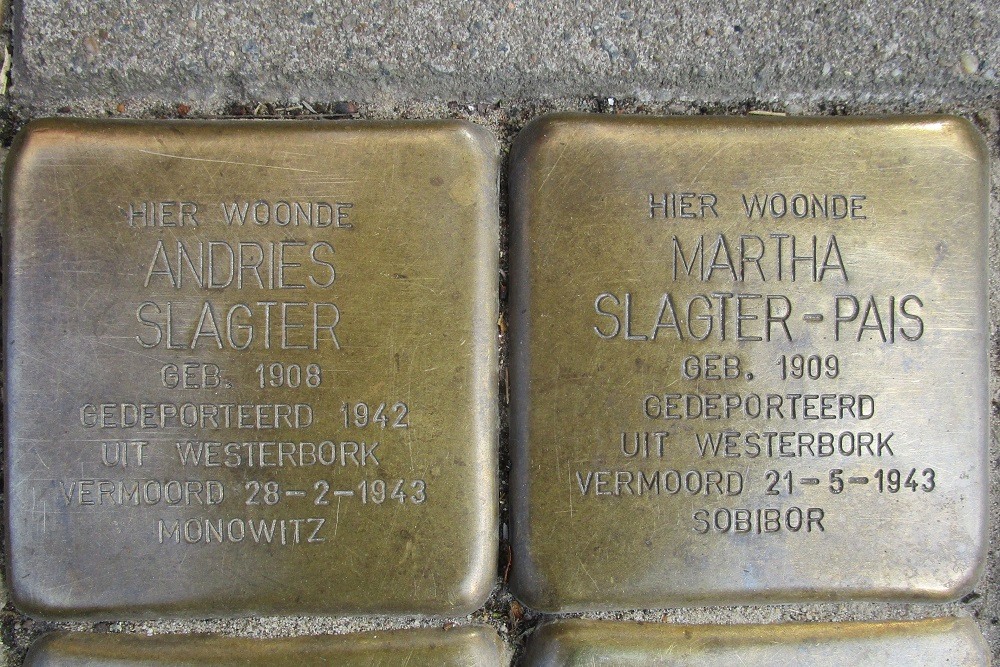 HIER WOONDE
ANDRIES
SLAGTER
GEB. 1908
GEDEPORTEERD 1942
UIT WESTERBORK
VERMOORD 28-2-1943
MONOWITZ
HIER WOONDE
MARTHA
SLAGTER-PAIS
GEB. 1909
GEDEPORTEERD
UIT WESTERBORK
VERMOORD 21-5-1943
SOBIBOR